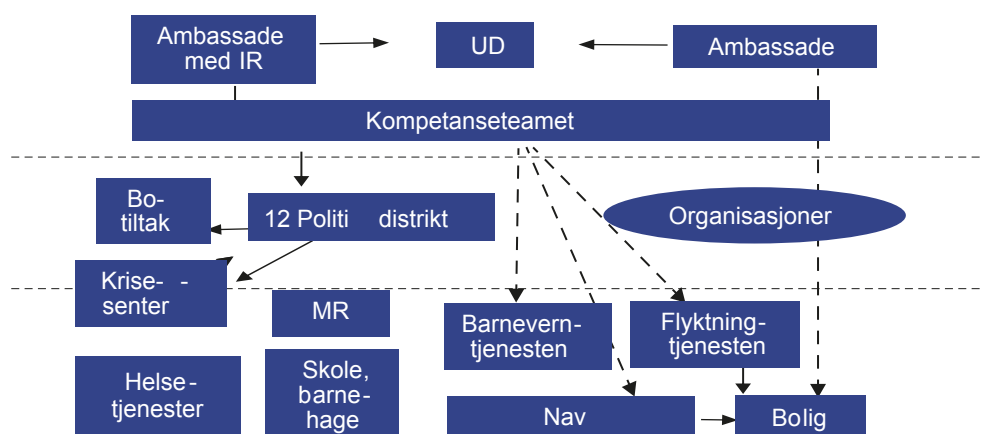 Ambassade
med IR
UD
Ambassade
Kompetanseteamet
Bo-
tiltak
12 Politi distrikt
Organisasjoner
Krise- -
senter
MR
Barnevern-
tjenesten
Flyktning-
tjenesten
Helse-
tjenester
Skole,
barne-
hage
Nav
Bolig